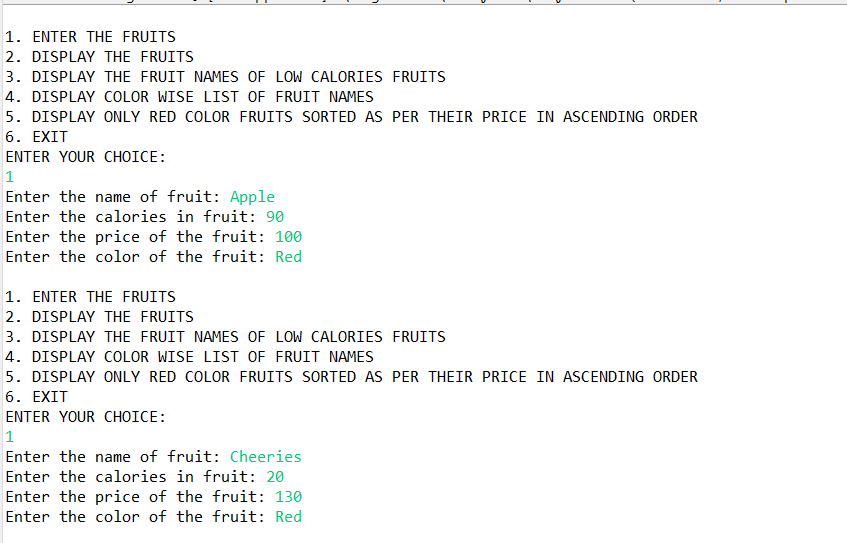 1. ENTER THE FRUITS
2. DISPLAY THE FRUITS
3. DISPLAY THE FRUIT NAMES OF LOW CALORIES FRUITS
4. DISPLAY COLOR WISE LIST OF FRUIT NAMES
5. DISPLAY ONLY RED COLOR FRUITS SORTED AS PER THEIR PRICE IN ASCENDING ORDER
6. EXIT
ENTER YOUR CHOICE:
1
Enter the name of fruit: Apple
Enter the calories in fruit: 90
Enter the price of the fruit: 100
Enter the color of the fruit: Red
1. ENTER THE FRUITS
2. DISPLAY THE FRUITS
3. DISPLAY THE FRUIT NAMES OF LOW CALORIES FRUITS
4. DISPLAY COLOR WISE LIST OF FRUIT NAMES
5. DISPLAY ONLY RED COLOR FRUITS SORTED AS PER THEIR PRICE IN ASCENDING ORDER
6. EXIT
ENTER YOUR CHOICE:
1
Enter the name of fruit: Cheeries
Enter the calories in fruit: 20
Enter the price of the fruit: 130
Enter the color of the fruit: Red